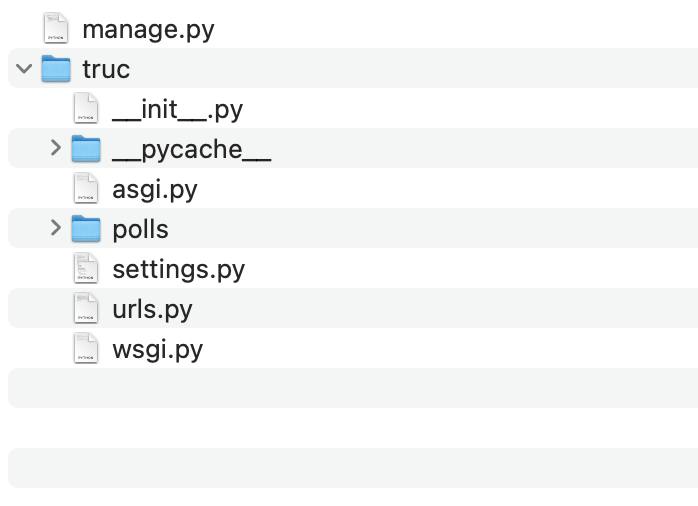 manage.py
truc
__init__.py
__pycache__
asgi.py
polls
settings.py
urls.py
wsgi.py